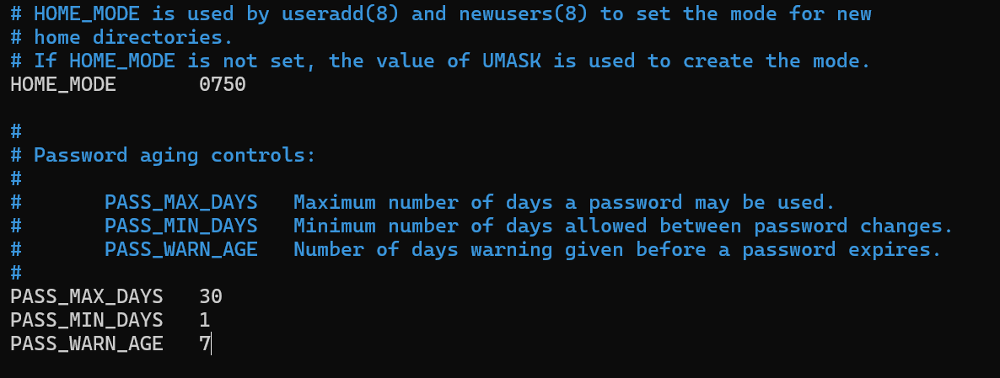 # HOME_MODE is used by useradd(8) and newusers(8) to set the mode for new
# home directories.
# If HOME_MODE is not set, the value of UMASK is used to create the mode.
HOME_MODE       0750
#
# Password aging controls:
#
#       PASS_MAX_DAYS   Maximum number of days a password may be used.
#       PASS_MIN_DAYS   Minimum number of days allowed between password changes.
#       PASS_WARN_AGE   Number of days warning given before a password expires.
#
PASS_MAX_DAYS   30
PASS_MIN_DAYS   1
PASS_WARN_AGE   7